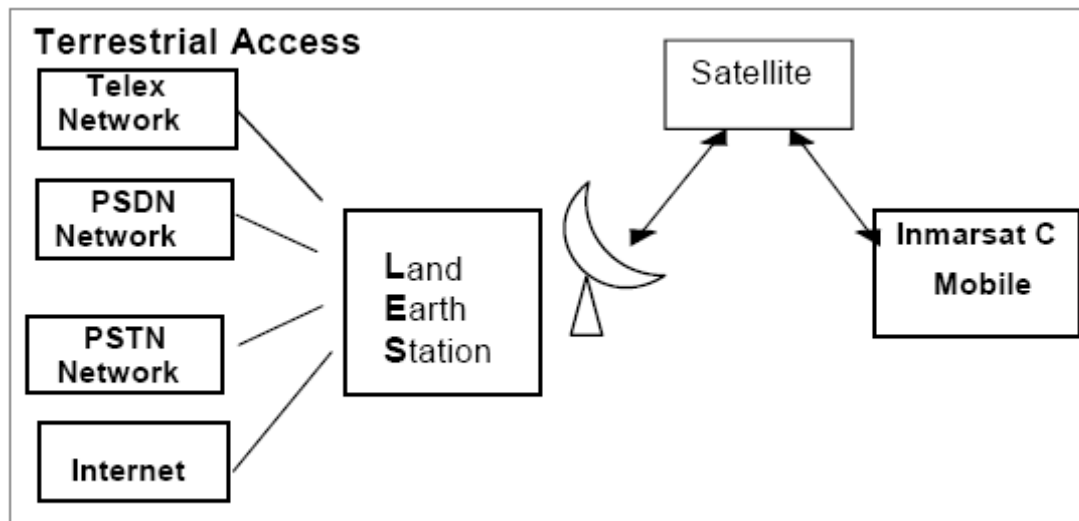 Terrestrial Access
Telex
Network
PSDN
Network
PSTN
Network
Internet
Land
Earth
Station
Satellite
Inmarsat C
Mobile